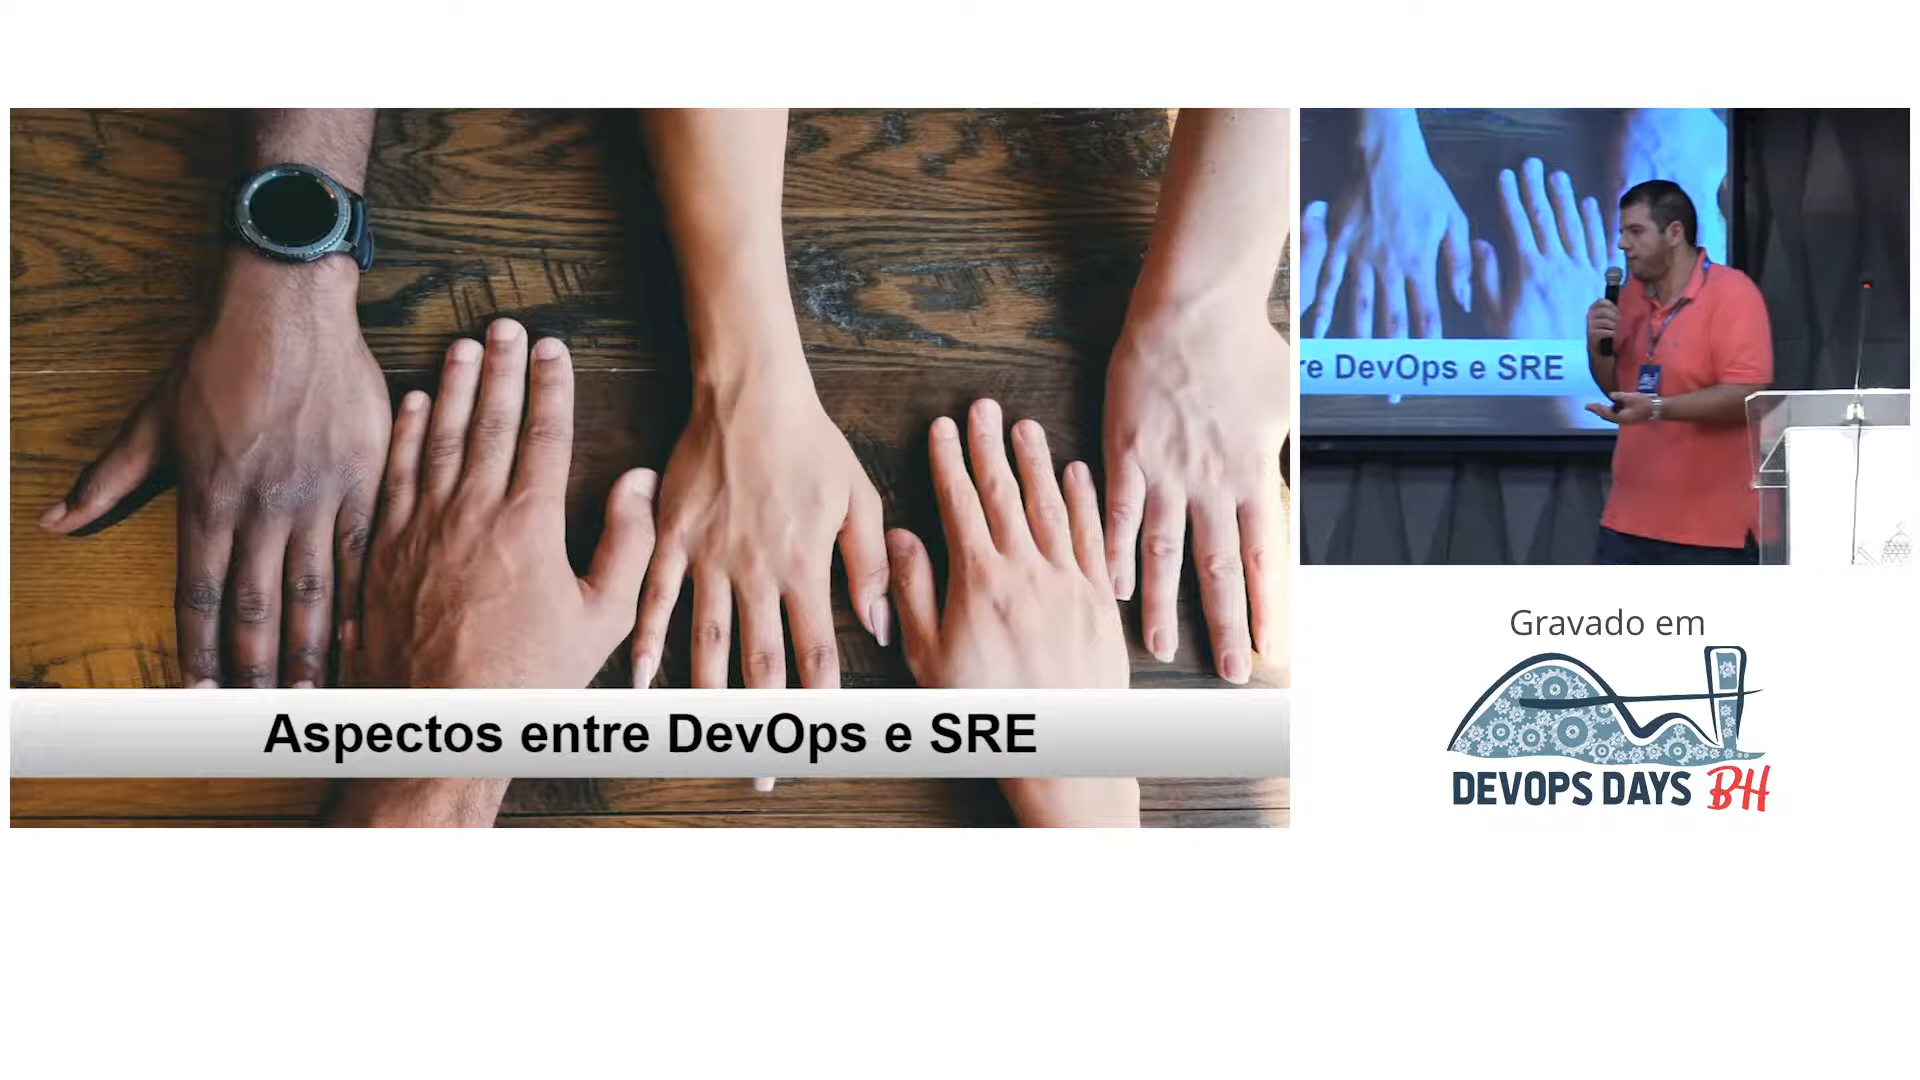 Aspectos entre DevOps e SRE
re DevOps e SRE
Gravado em
DEVOPS DAYS BH